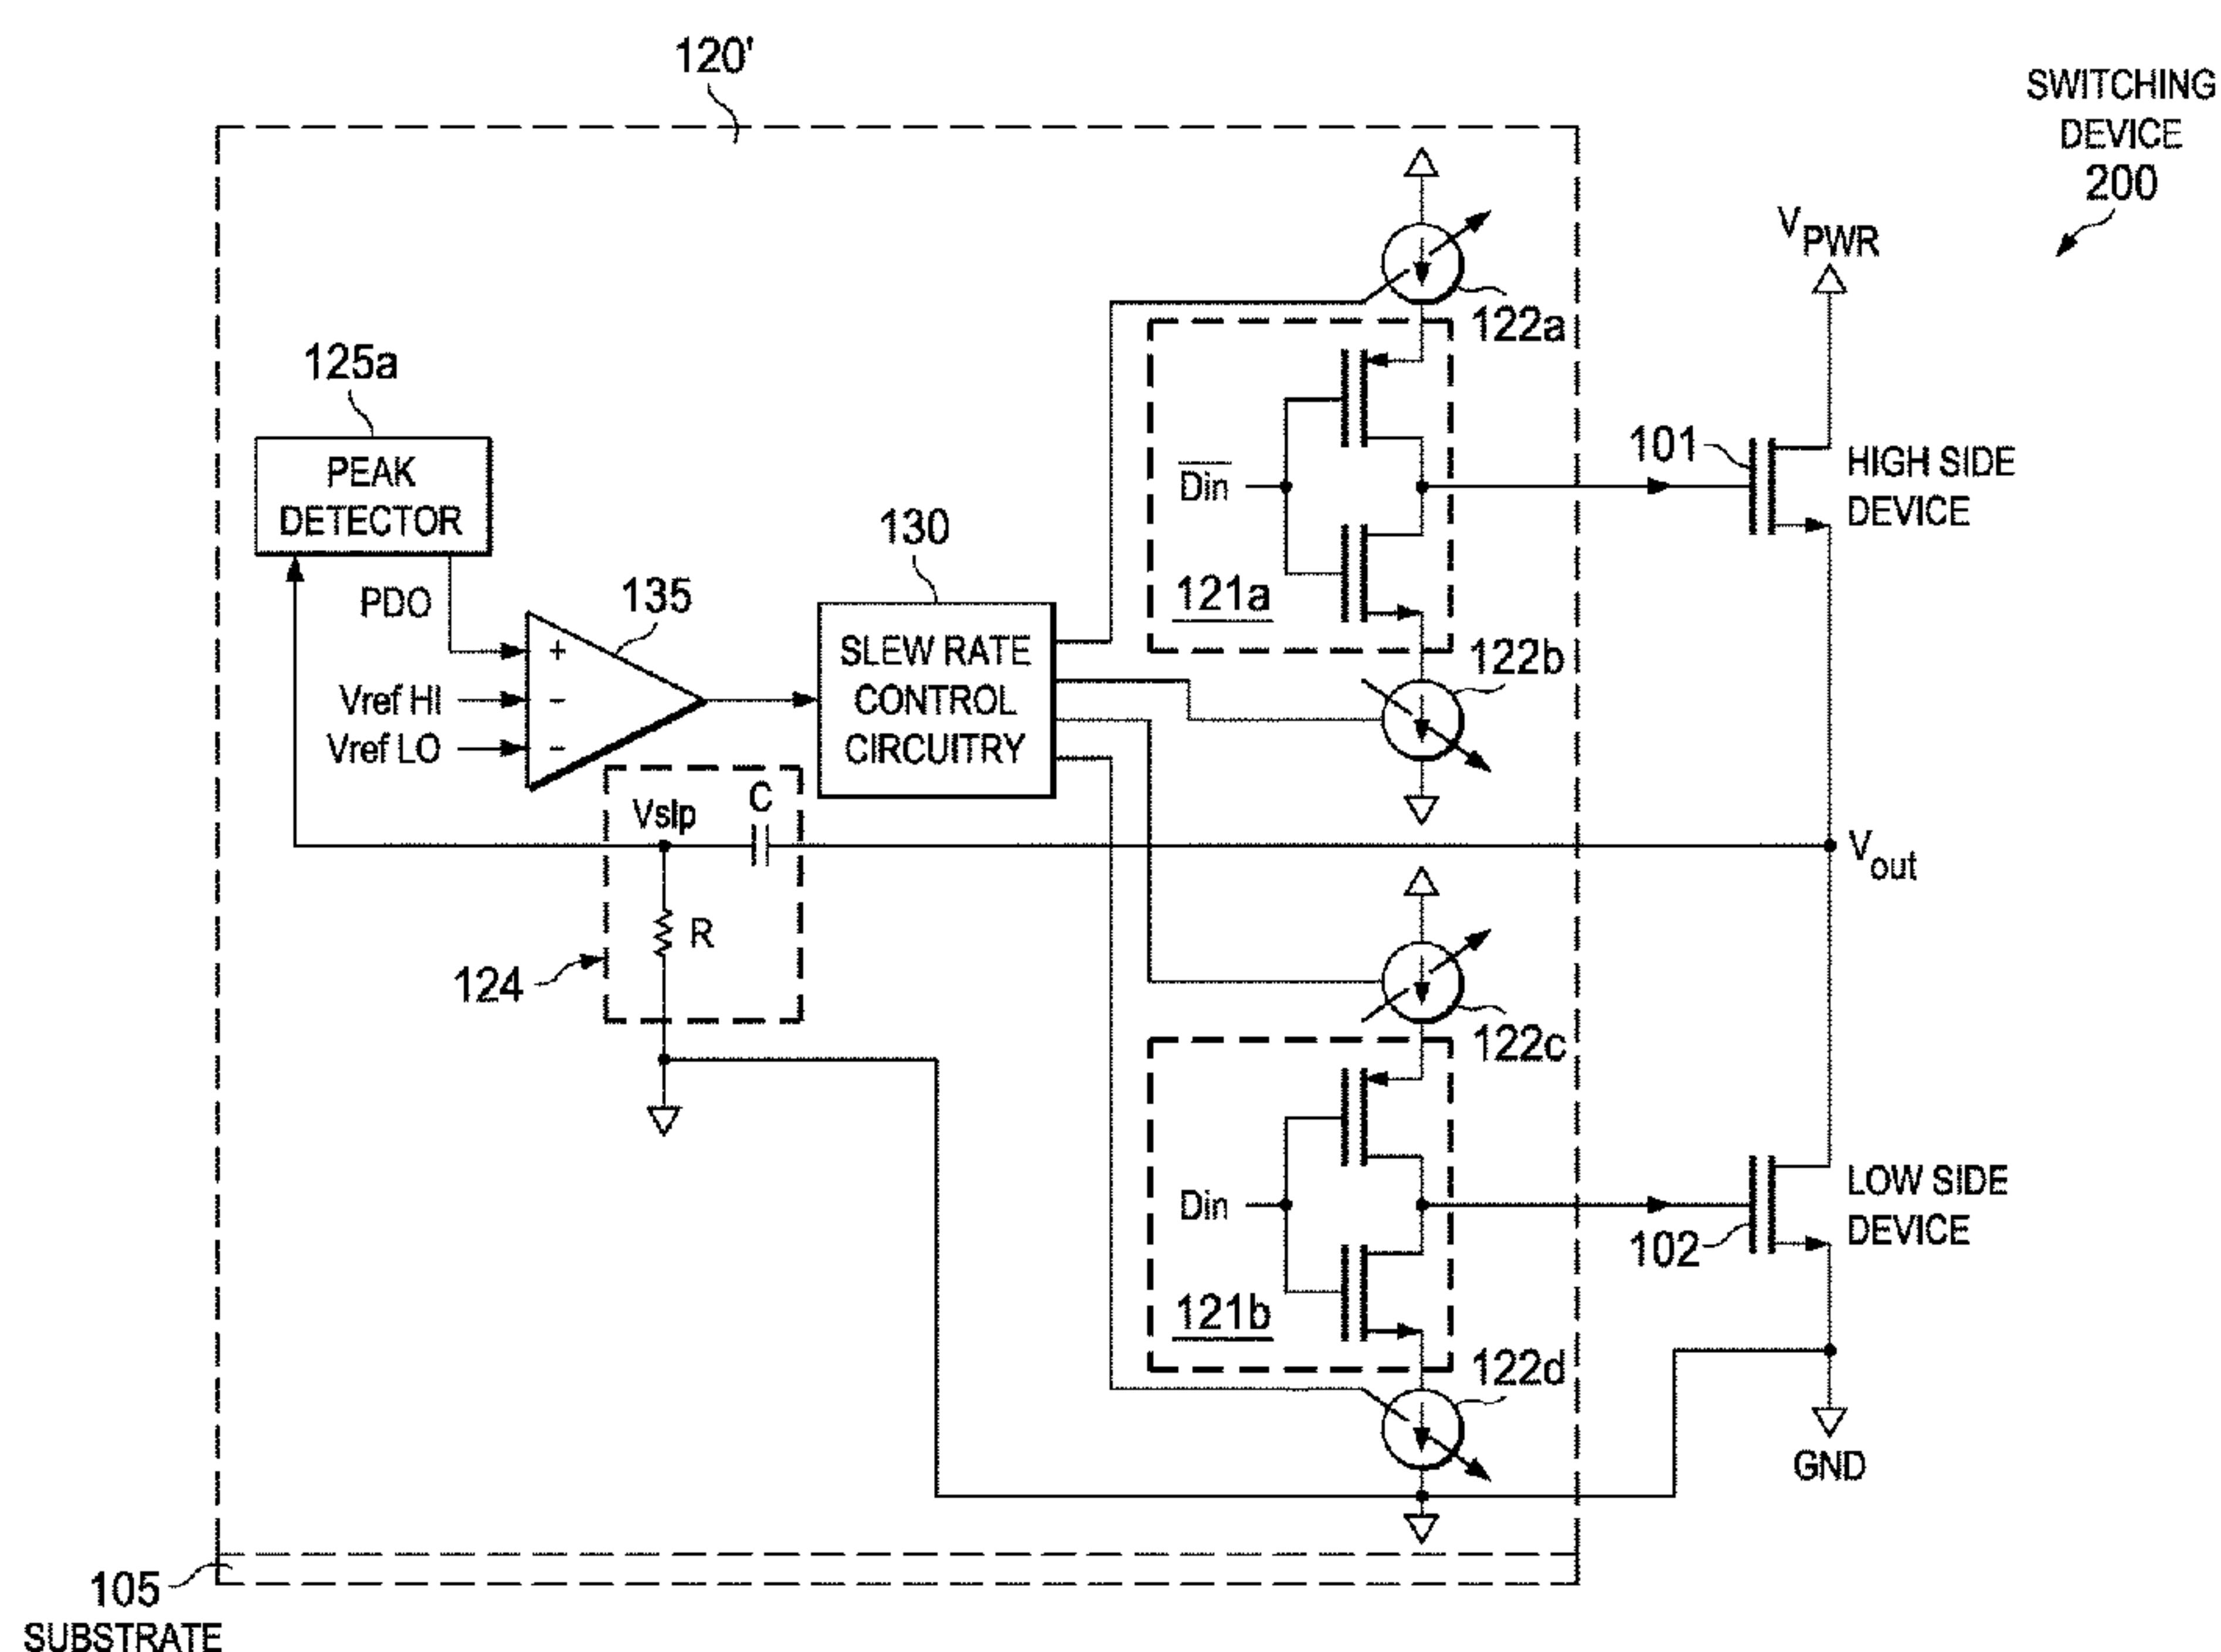 120'
SWITCHING
DEVICE
200
VPWR
122a
125a
PEAK
DETECTOR
101
HIGH SIDE
DEVICE
D̅i̅n̅
130
121a
PDO
135
SLEW RATE
CONTROL
CIRCUITRY
122b
+
Vref HI
-
Vref LO
-
Vslp
C
Vout
R
124
122c
LOW SIDE
DEVICE
Din
102
121b
122d
GND
105
SUBSTRATE